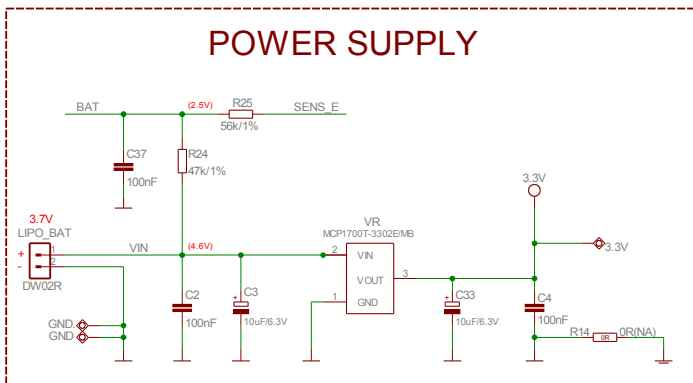 POWER SUPPLY
BAT
(2.5V)
R25
SENS_E
56k/1%
C37
100nF
R24
47k/1%
3.3V
3.7V
LIPO_BAT
VR
MCP1700T-3302E/MB
VIN
(4.6V)
2
VIN
3.3V
+
1
-
2
DW02R
VOUT
3
1
GND
C2
100nF
+
C3
10uF/6.3V
+
C33
10uF/6.3V
C4
100nF
GND
GND
R14
0R
0R(NA)